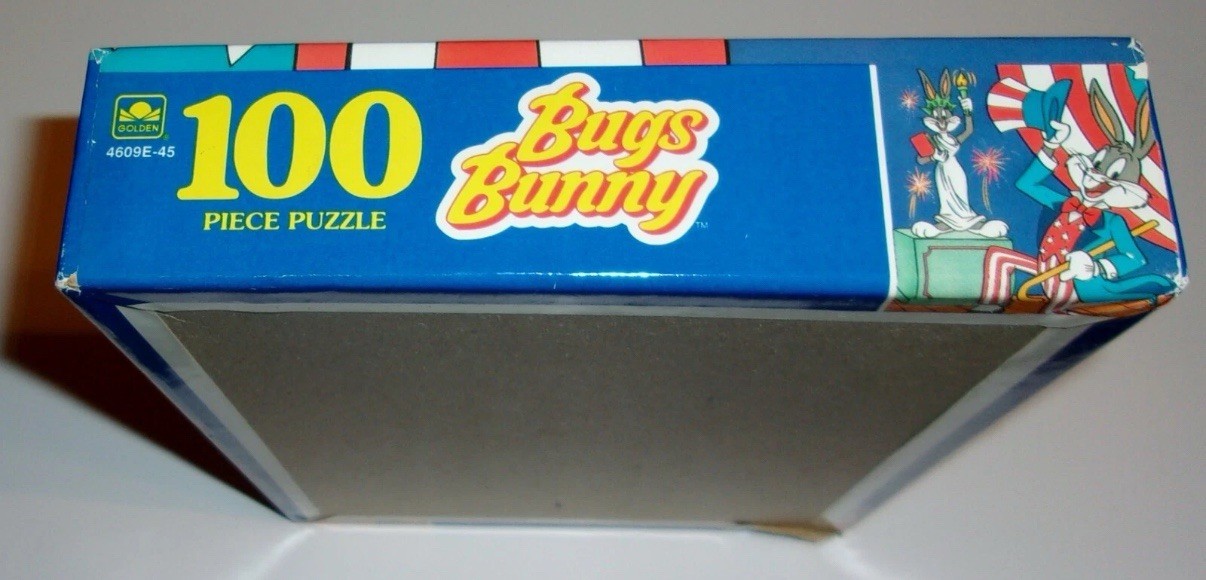 GOLDEN
4609E-45
100
PIECE PUZZLE
Bugs
Bunny
TM